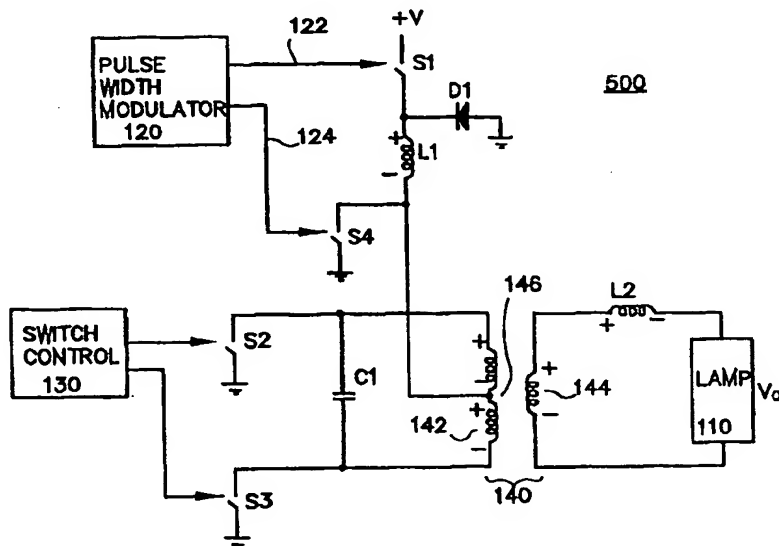 122
+V
S1
PULSE
WIDTH
MODULATOR
120
500
D1
124
+
L1
−
S4
146
L2
+
−
SWITCH
CONTROL
130
S2
C1
+
−
+
−
142
+
−
144
LAMP
110
S3
140